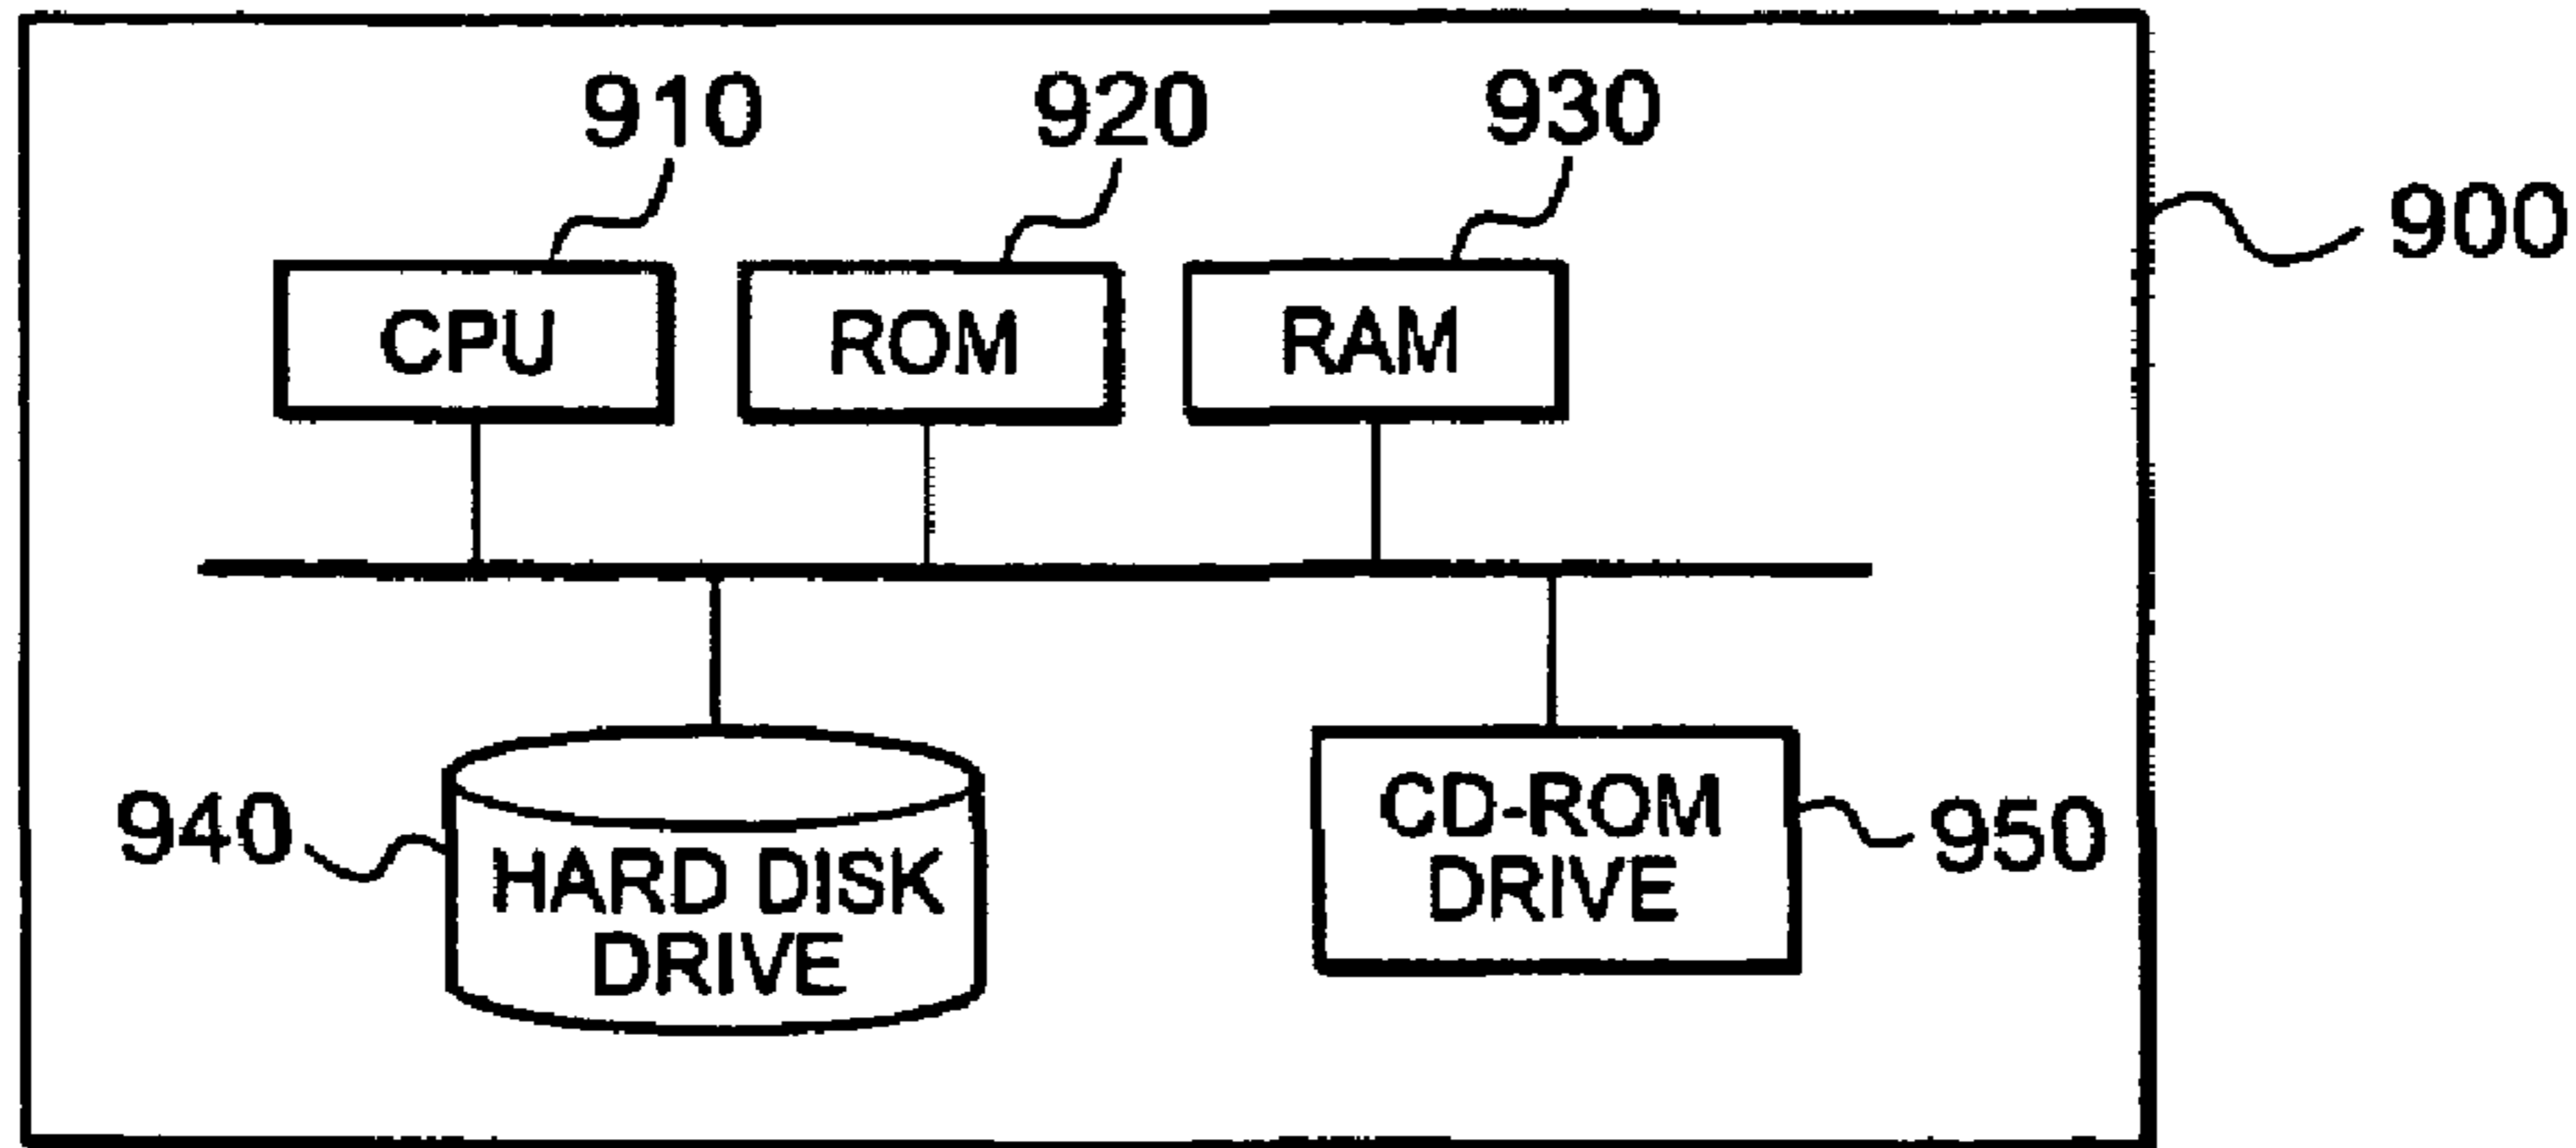 910
920
930
900
CPU
ROM
RAM
940
HARD DISK
DRIVE
CD-ROM
DRIVE
950